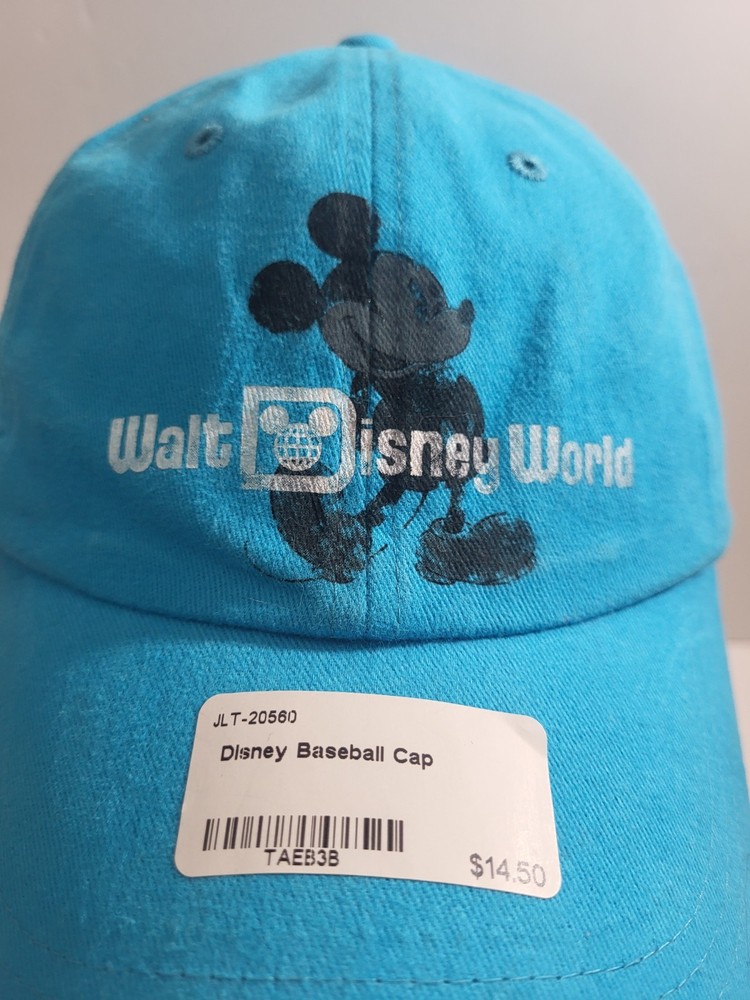 Walt Disney World
JLT-20560
Disney Baseball Cap
TAEB3B
$14.50